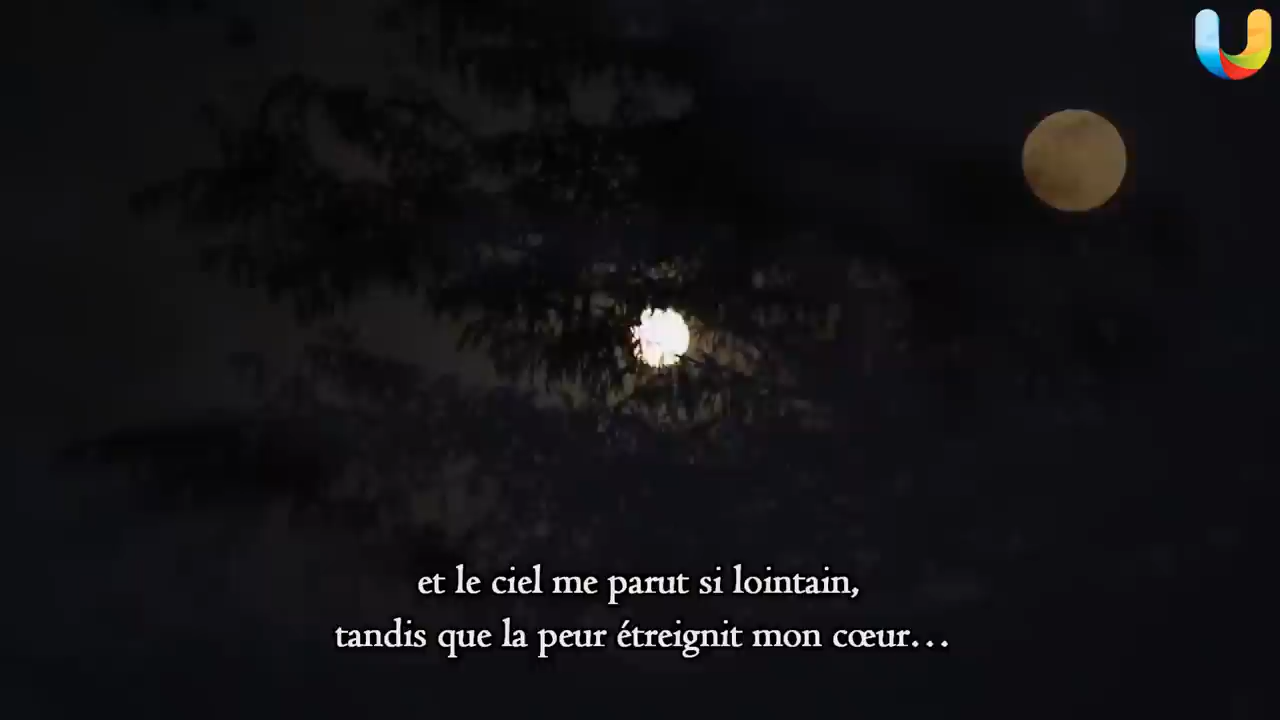 et le ciel me parut si lointain,
tandis que la peur étreignit mon cœur…